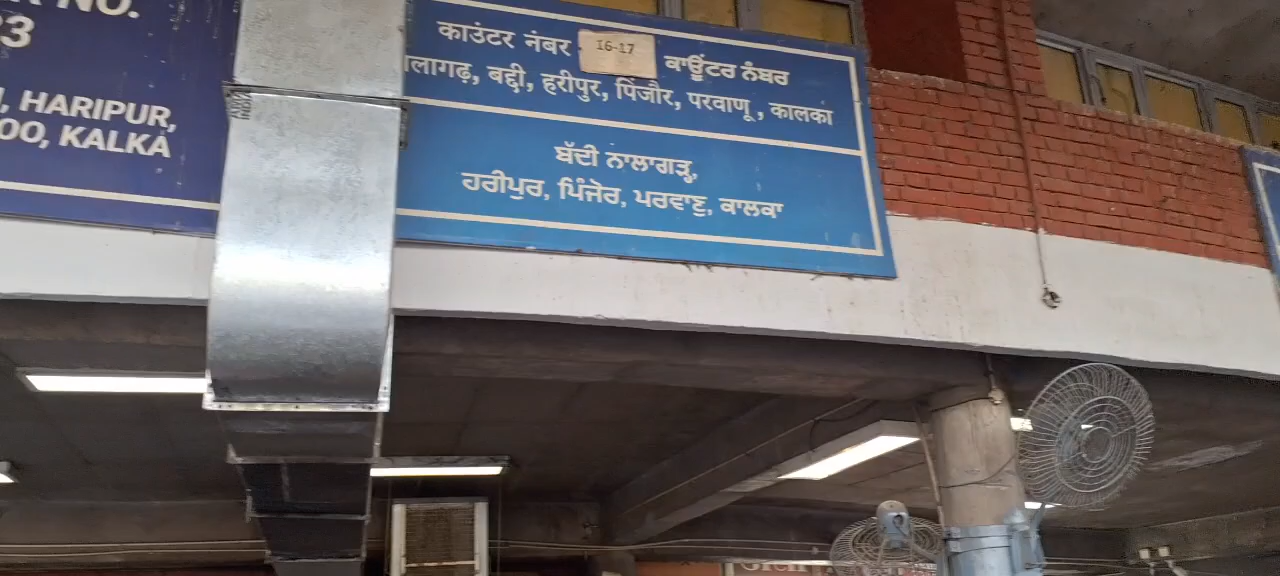 NO.
3
HARIPUR,
OO, KALKA
काउंटर नंबर 16-17 ਕਾਊਂਟਰ ਨੰਬਰ
ालागढ़, बद्दी, हरीपुर, पिंजौर, परवाणू, कालका
ਬੱਦੀ ਨਾਲਾਗੜ੍ਹ,
ਹਰੀਪੁਰ, ਪਿੰਜੋਰ, ਪਰਵਾਣੂ, ਕਾਲਕਾ